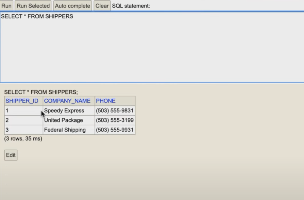 Run Run Selected Auto complete Clear SQL statement:
SELECT * FROM SHIPPERS
SELECT * FROM SHIPPERS;
SHIPPER_ID COMPANY_NAME PHONE
1 Speedy Express (503) 555-9831
2 United Package (503) 555-3199
3 Federal Shipping (503) 555-9931
(3 rows, 35 ms)
Edit